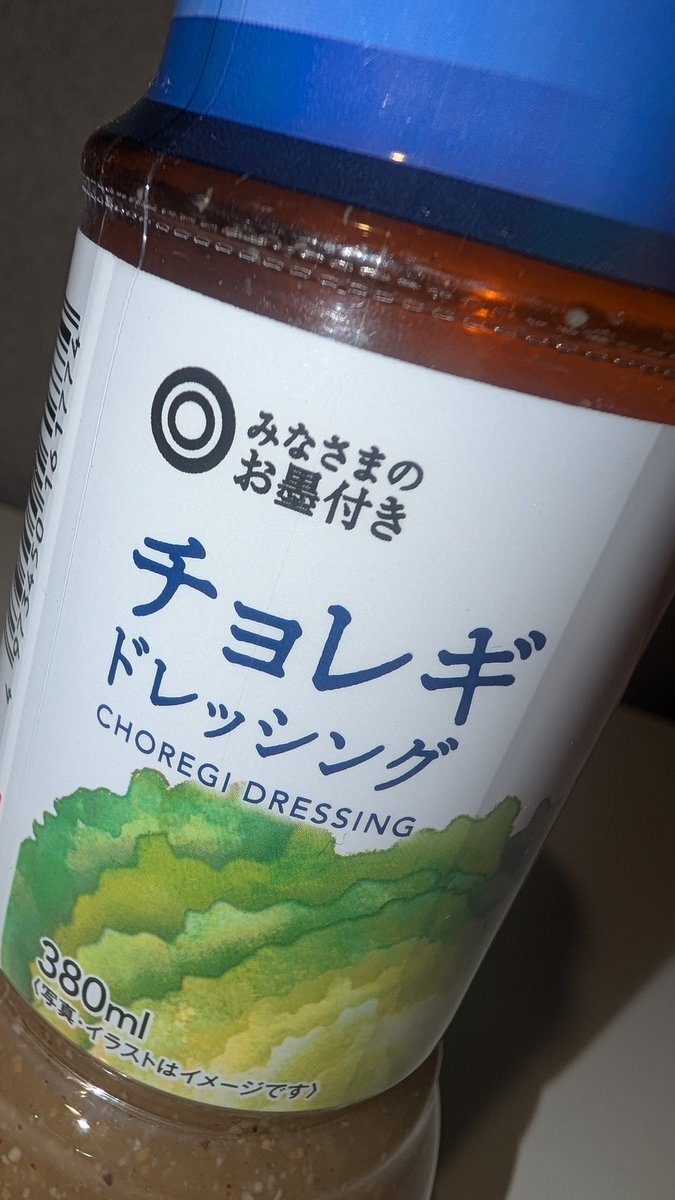 みなさまの
お墨付き
チョレギ
ドレッシング
CHOREGI DRESSING
380ml
〈写真・イラストはイメージです〉